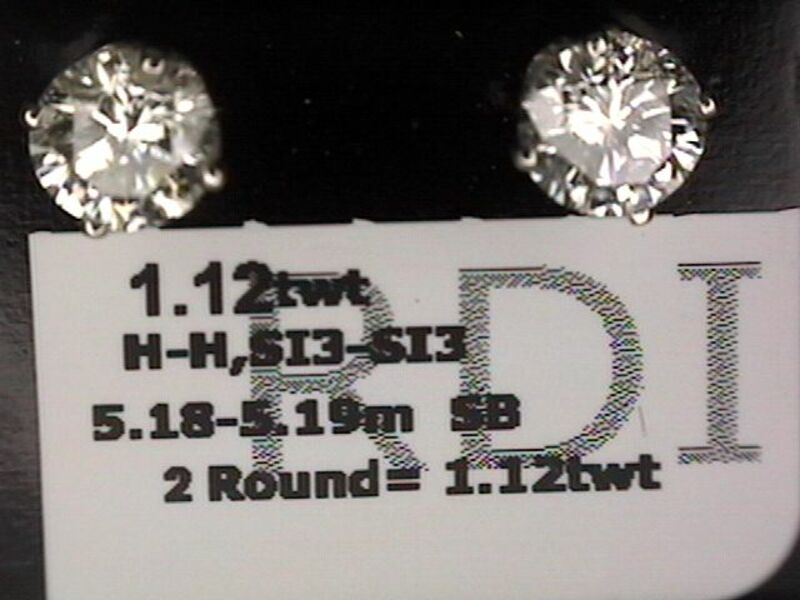 1.12twt
H-H,SI3-SI3
5.18-5.19m SB
2 Round= 1.12twt
RDI